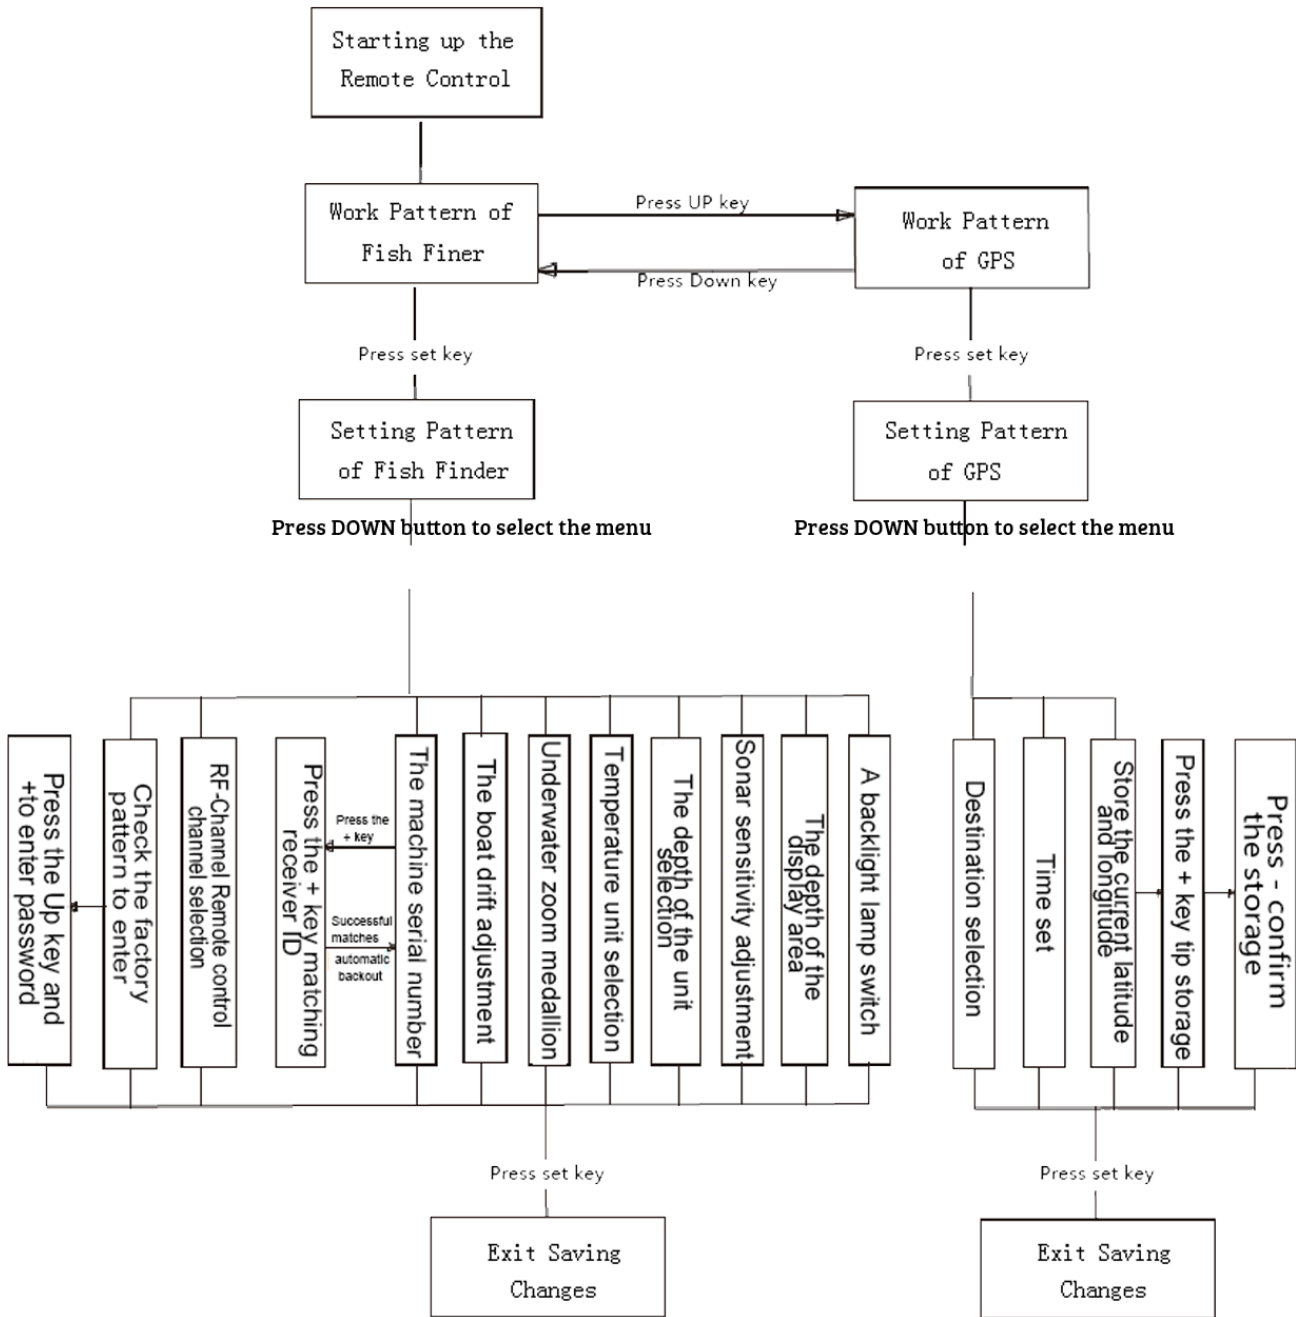 Starting up the
Remote Control
Work Pattern of
Fish Finer
Press UP key
Press Down key
Work Pattern
of GPS
Press set key
Press set key
Setting Pattern
of Fish Finder
Setting Pattern
of GPS
Press DOWN button to select the menu
Press DOWN button to select the menu
Press the Up key and
+to enter password
Check the factory
pattern to enter
RF-Channel Remote control
channel selection
Press the + key matching
receiver ID
Press the
+ key
Successful
matches
automatic
backout
The machine serial number
The boat drift adjustment
Underwater zoom medallion
Temperature unit selection
The depth of the unit
selection
Sonar sensitivity adjustment
The depth of the
display area
A backlight lamp switch
Destination selection
Time set
Store the current latitude
and longitude
Press the + key tip storage
Press - confirm
the storage
Press set key
Press set key
Exit Saving
Changes
Exit Saving
Changes